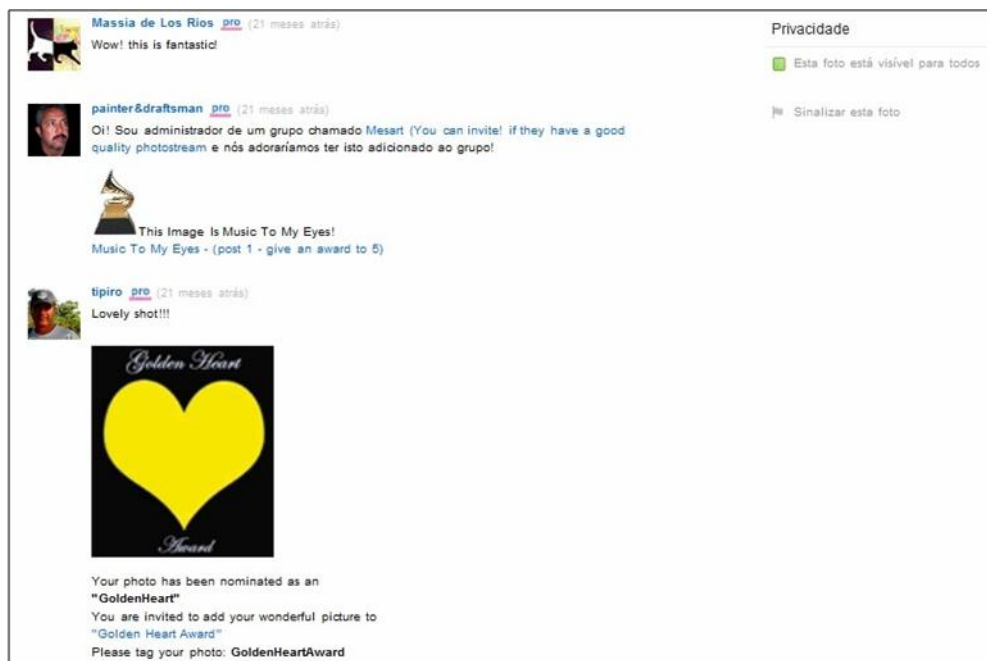 Massia de Los Rios pro (21 meses atrás)
Wow! this is fantastic!
painter&draftsman pro (21 meses atrás)
Oi! Sou administrador de um grupo chamado Mesart (You can invite! if they have a good
quality photostream e nós adoraríamos ter isto adicionado ao grupo!
This Image Is Music To My Eyes!
Music To My Eyes - (post 1 - give an award to 5)
tipiro pro (21 meses atrás)
Lovely shot!!!
Golden Heart
Award
Your photo has been nominated as an
"GoldenHeart"
You are invited to add your wonderful picture to
"Golden Heart Award"
Please tag your photo: GoldenHeartAward
Privacidade
Esta foto está visível para todos
Sinalizar esta foto